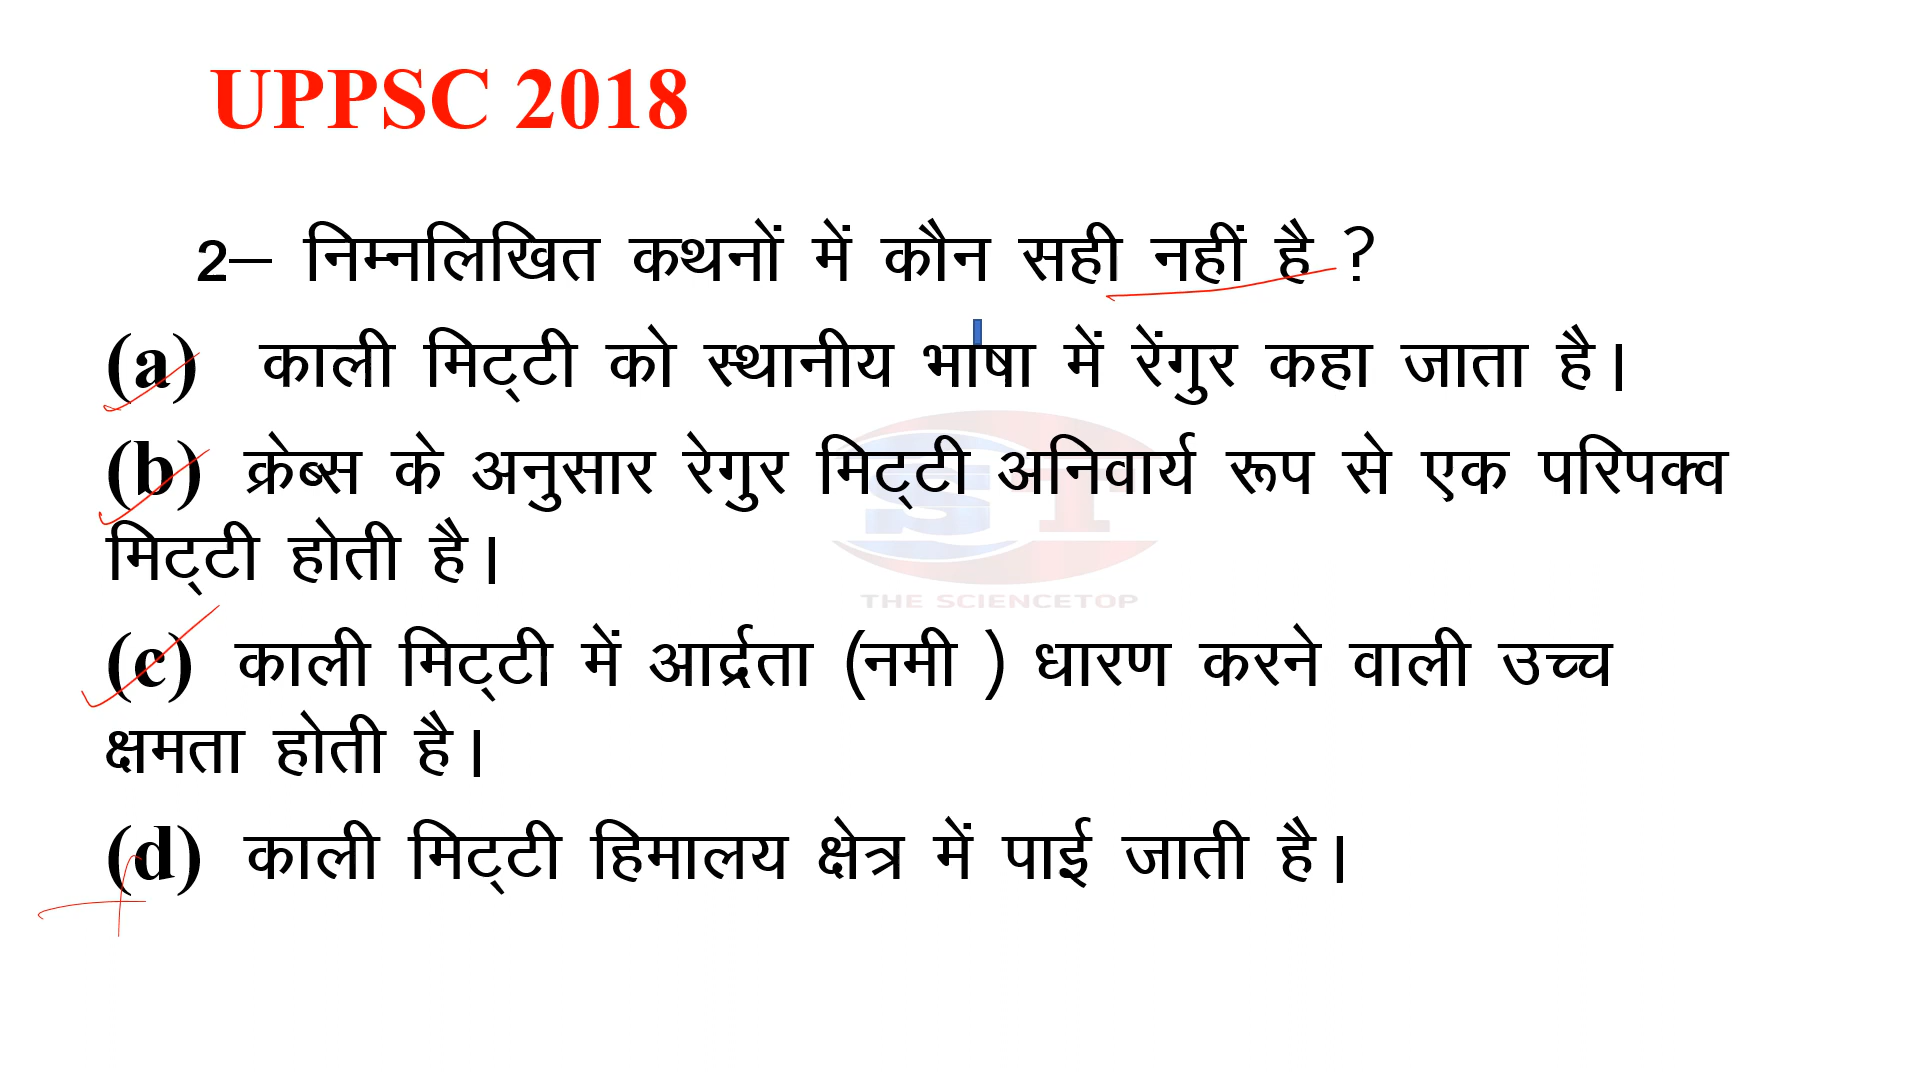 UPPSC 2018
2– निम्नलिखित कथनों में कौन सही नहीं है ?
(a) काली मिट्टी को स्थानीय भाषा में रेंगुर कहा जाता है।
(b) क्रेब्स के अनुसार रेगुर मिट्टी अनिवार्य रूप से एक परिपक्व
मिट्टी होती है।
(c) काली मिट्टी में आर्द्रता (नमी ) धारण करने वाली उच्च
क्षमता होती है।
(d) काली मिट्टी हिमालय क्षेत्र में पाई जाती है।
ST
THE SCIENCETOP